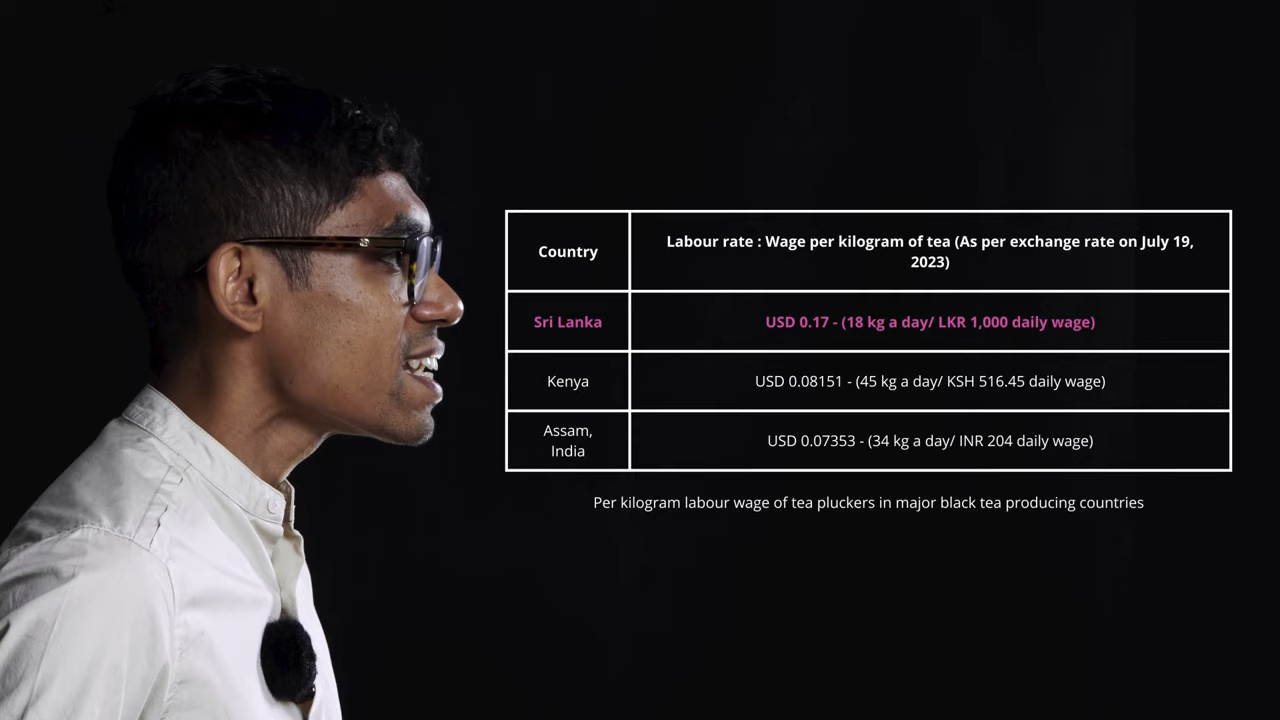 Country
Labour rate : Wage per kilogram of tea (As per exchange rate on July 19,
2023)
Sri Lanka
USD 0.17 - (18 kg a day/ LKR 1,000 daily wage)
Kenya
USD 0.08151 - (45 kg a day/ KSH 516.45 daily wage)
Assam,
India
USD 0.07353 - (34 kg a day/ INR 204 daily wage)
Per kilogram labour wage of tea pluckers in major black tea producing countries